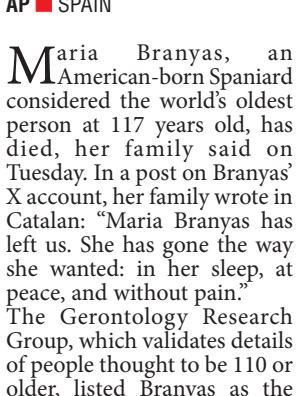 AP ■ SPAIN
Maria Branyas, an
American-born Spaniard
considered the world's oldest
person at 117 years old, has
died, her family said on
Tuesday. In a post on Branyas'
X account, her family wrote in
Catalan: “Maria Branyas has
left us. She has gone the way
she wanted: in her sleep, at
peace, and without pain.”
The Gerontology Research
Group, which validates details
of people thought to be 110 or
older, listed Branyas as the